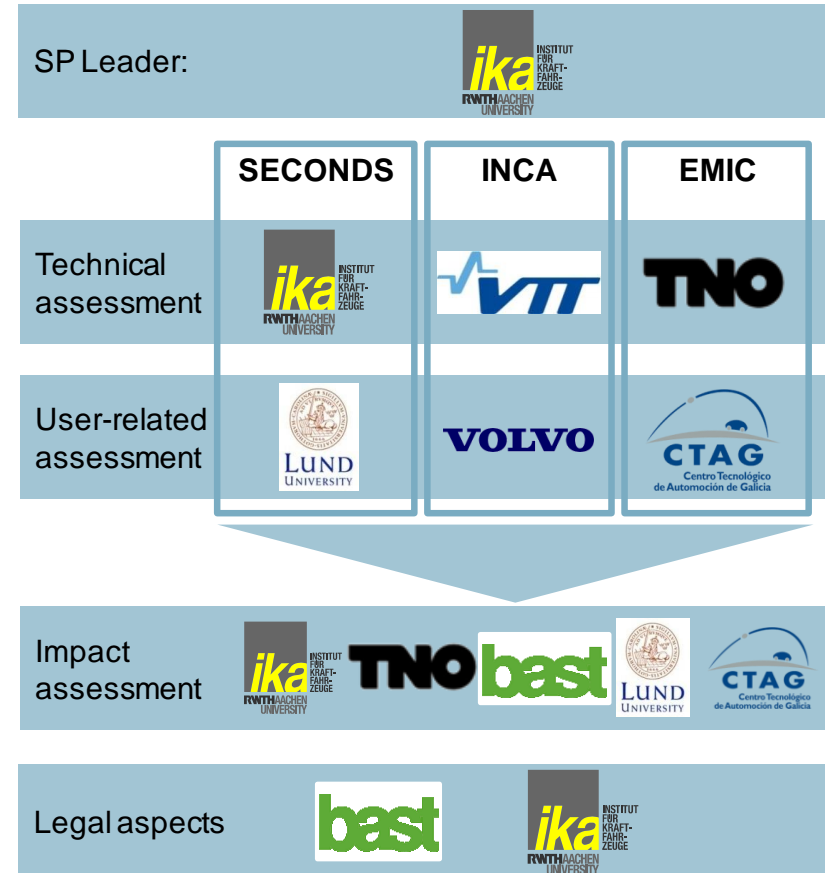 SP Leader:
ika
INSTITUT
FÜR
KRAFT-
FAHR-
ZEUGE
RWTHAACHEN
UNIVERSITY
SECONDS INCA EMIC
Technical
assessment
ika
INSTITUT
FÜR
KRAFT-
FAHR-
ZEUGE
RWTHAACHEN
UNIVERSITY
VTT
TNO
User-related
assessment
LUND
UNIVERSITY
VOLVO
CTAG
Centro Tecnológico
de Automoción de Galicia
Impact
assessment
ika
INSTITUT
FÜR
KRAFT-
FAHR-
ZEUGE
RWTHAACHEN
UNIVERSITY
TNO
bast
LUND
UNIVERSITY
CTAG
Centro Tecnológico
de Automoción de Galicia
Legal aspects
bast
ika
INSTITUT
FÜR
KRAFT-
FAHR-
ZEUGE
RWTHAACHEN
UNIVERSITY